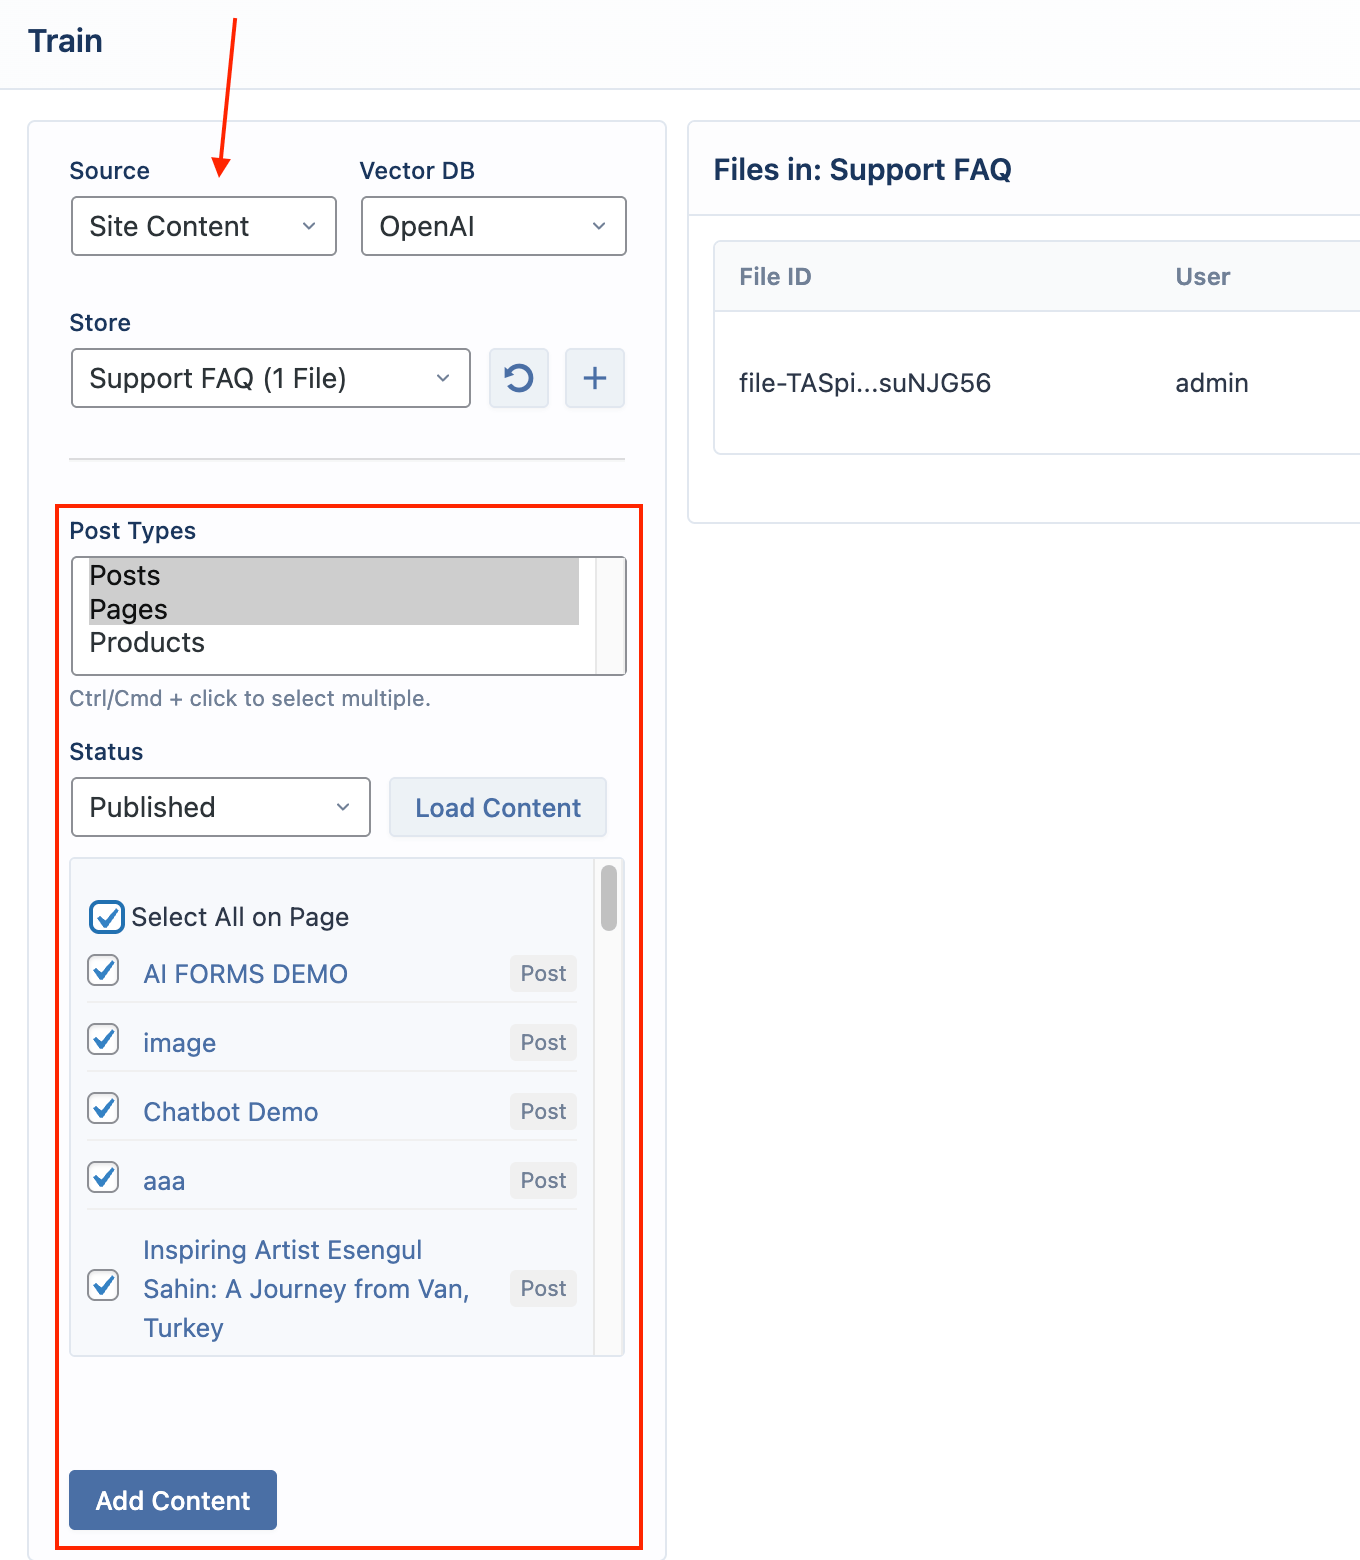 Train
Source
Vector DB
Site Content
OpenAI
Store
Support FAQ (1 File)
Post Types
Posts
Pages
Products
Ctrl/Cmd + click to select multiple.
Status
Published
Load Content
Select All on Page
AI FORMS DEMO
Post
image
Post
Chatbot Demo
Post
aaa
Post
Inspiring Artist Esengul
Sahin: A Journey from Van,
Turkey
Post
Add Content
Files in: Support FAQ
File ID
User
file-TASpi...suNJG56
admin